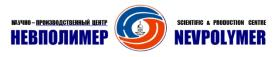 НАУЧНО – ПРОИЗВОДСТВЕННЫЙ ЦЕНТР
НЕВПОЛИМЕР
SCIENTIFIC & PRODUCTION CENTRE
NEVPOLYMER